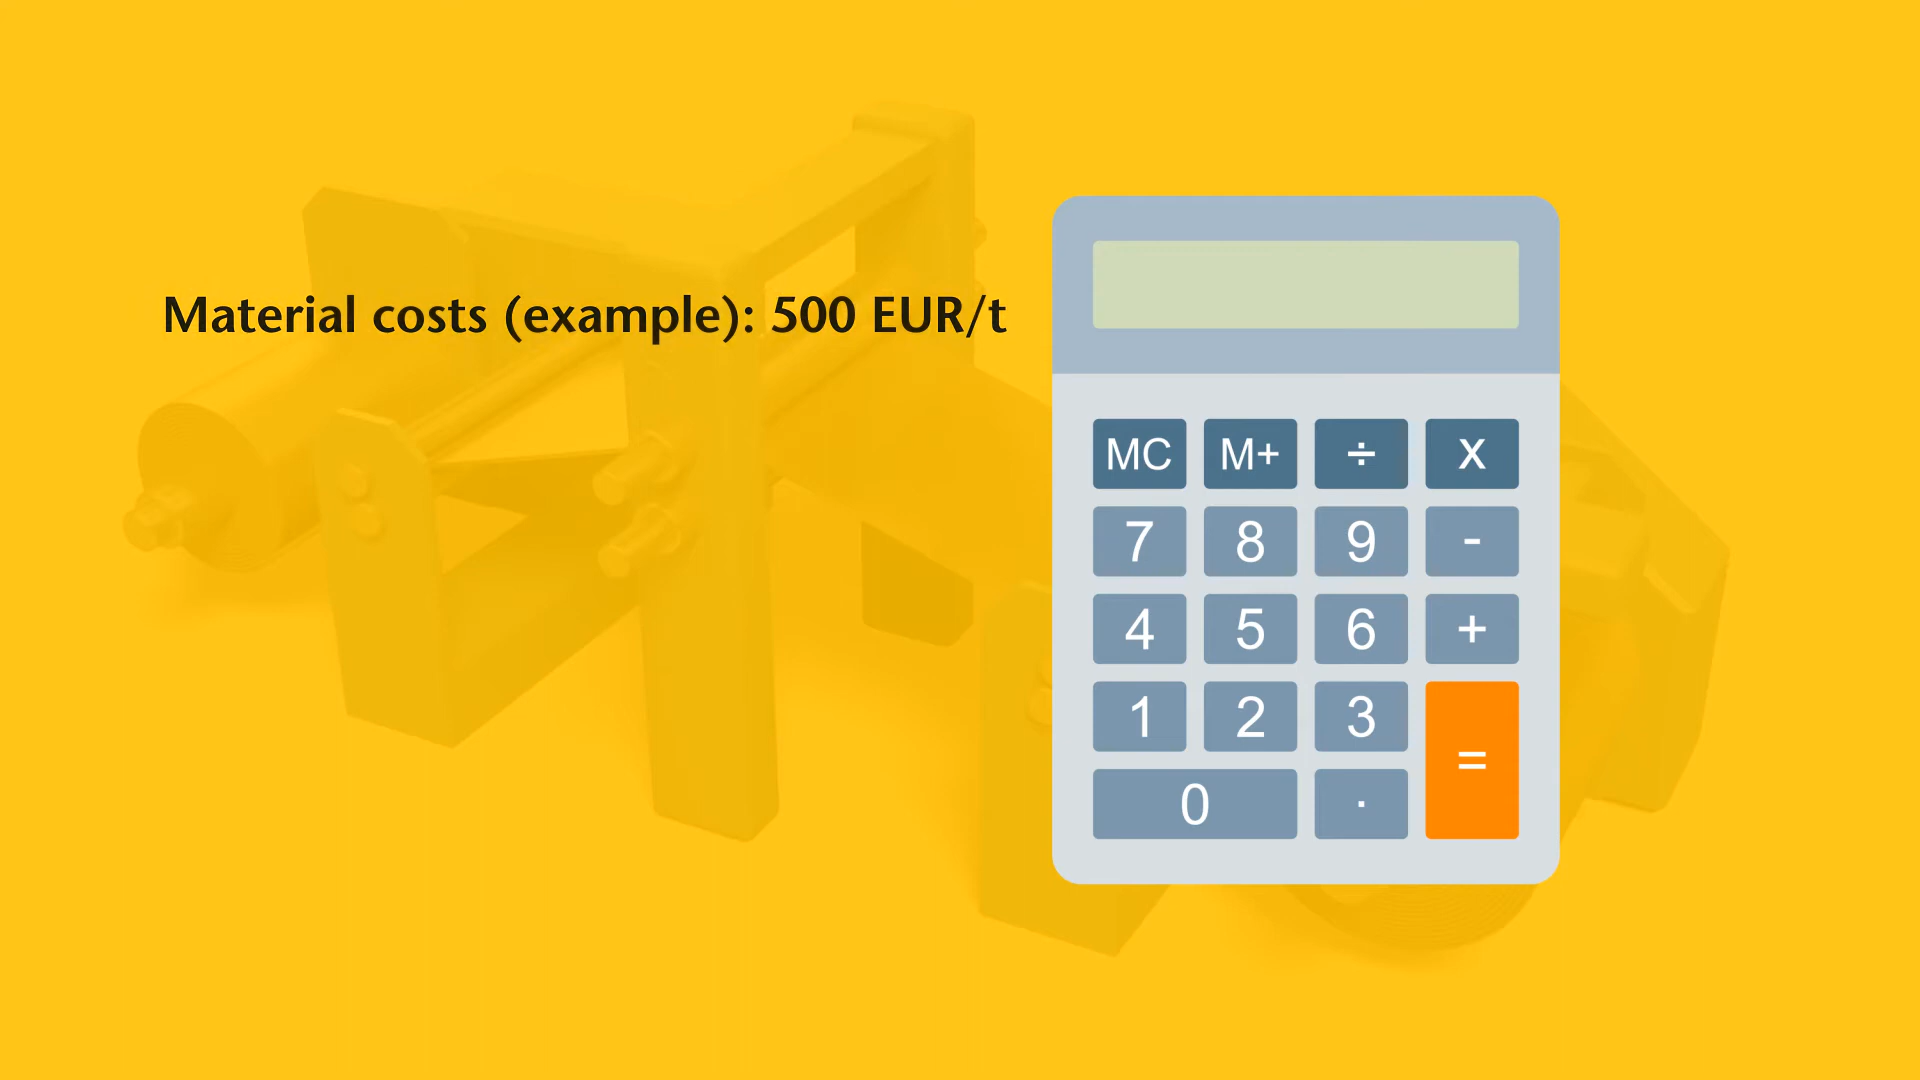 Material costs (example): 500 EUR/t
MC M+ ÷ X
7 8 9 -
4 5 6 +
1 2 3
=
0 .